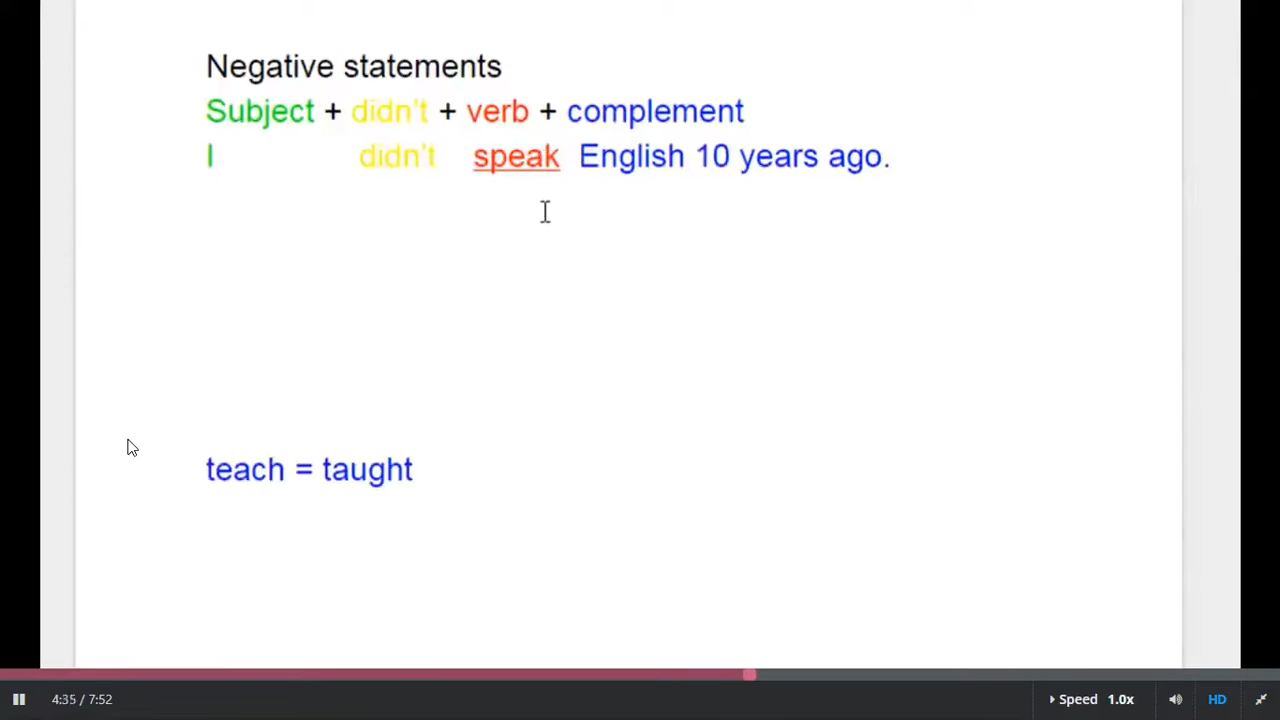 Negative statements
Subject + didn't + verb + complement
I didn't speak English 10 years ago.
teach = taught
4:35 / 7:52
Speed 1.0x
HD